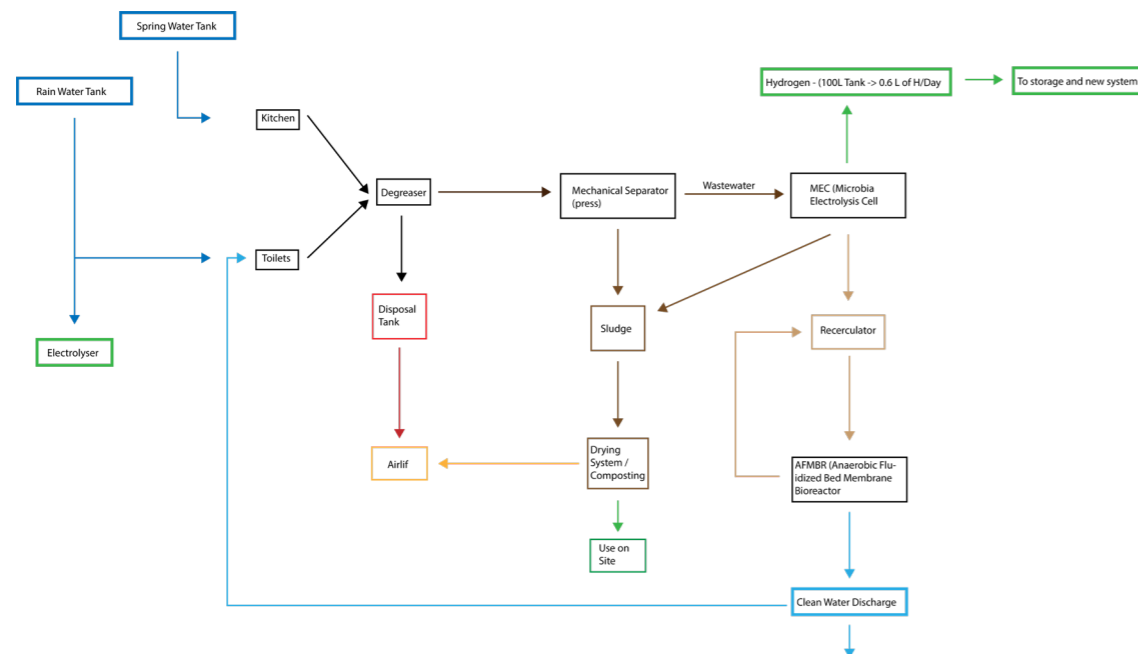 Spring Water Tank
Rain Water Tank
Hydrogen - (100L Tank -> 0.6 L of H/Day
To storage and new system
Kitchen
Degreaser
Mechanical Separator
(press)
Wastewater
MEC (Microbia
Electrolysis Cell
Toilets
Disposal
Tank
Sludge
Recerculator
Electrolyser
Airlif
Drying
System /
Composting
AFMBR (Anaerobic Flu-
idized Bed Membrane
Bioreactor
Use on
Site
Clean Water Discharge